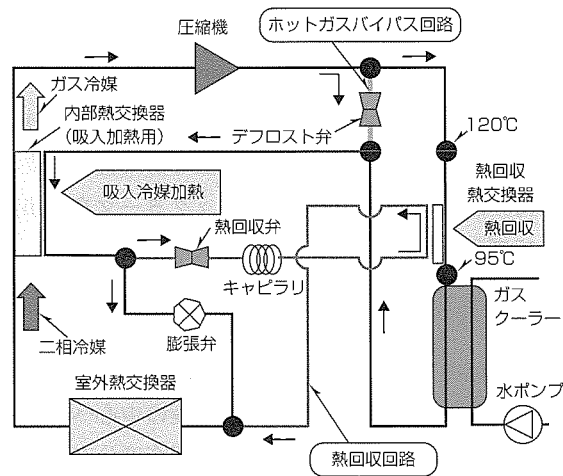 圧縮機
ホットガスバイパス回路
ガス冷媒
内部熱交換器
(吸入加熱用)
デフロスト弁
120℃
吸入冷媒加熱
熱回収
熱交換器
熱回収弁
熱回収
キャピラリ
95℃
ガス
クーラー
二相冷媒
膨張弁
室外熱交換器
水ポンプ
熱回収回路